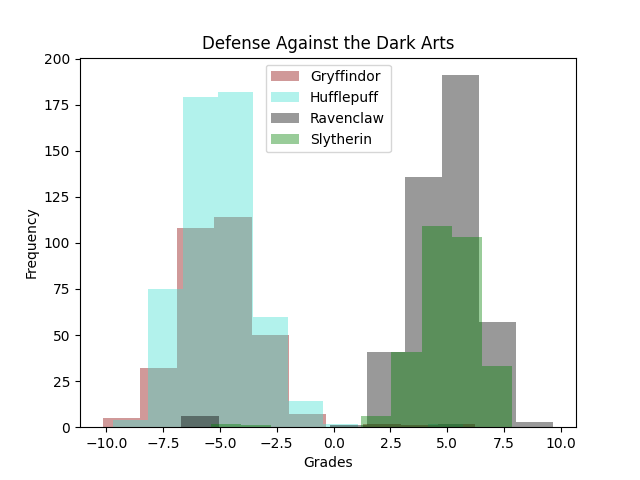 Defense Against the Dark Arts
Gryffindor
Hufflepuff
Ravenclaw
Slytherin
200
175
150
125
100
75
50
25
0
Frequency
−10.0 −7.5 −5.0 −2.5 0.0 2.5 5.0 7.5 10.0
Grades